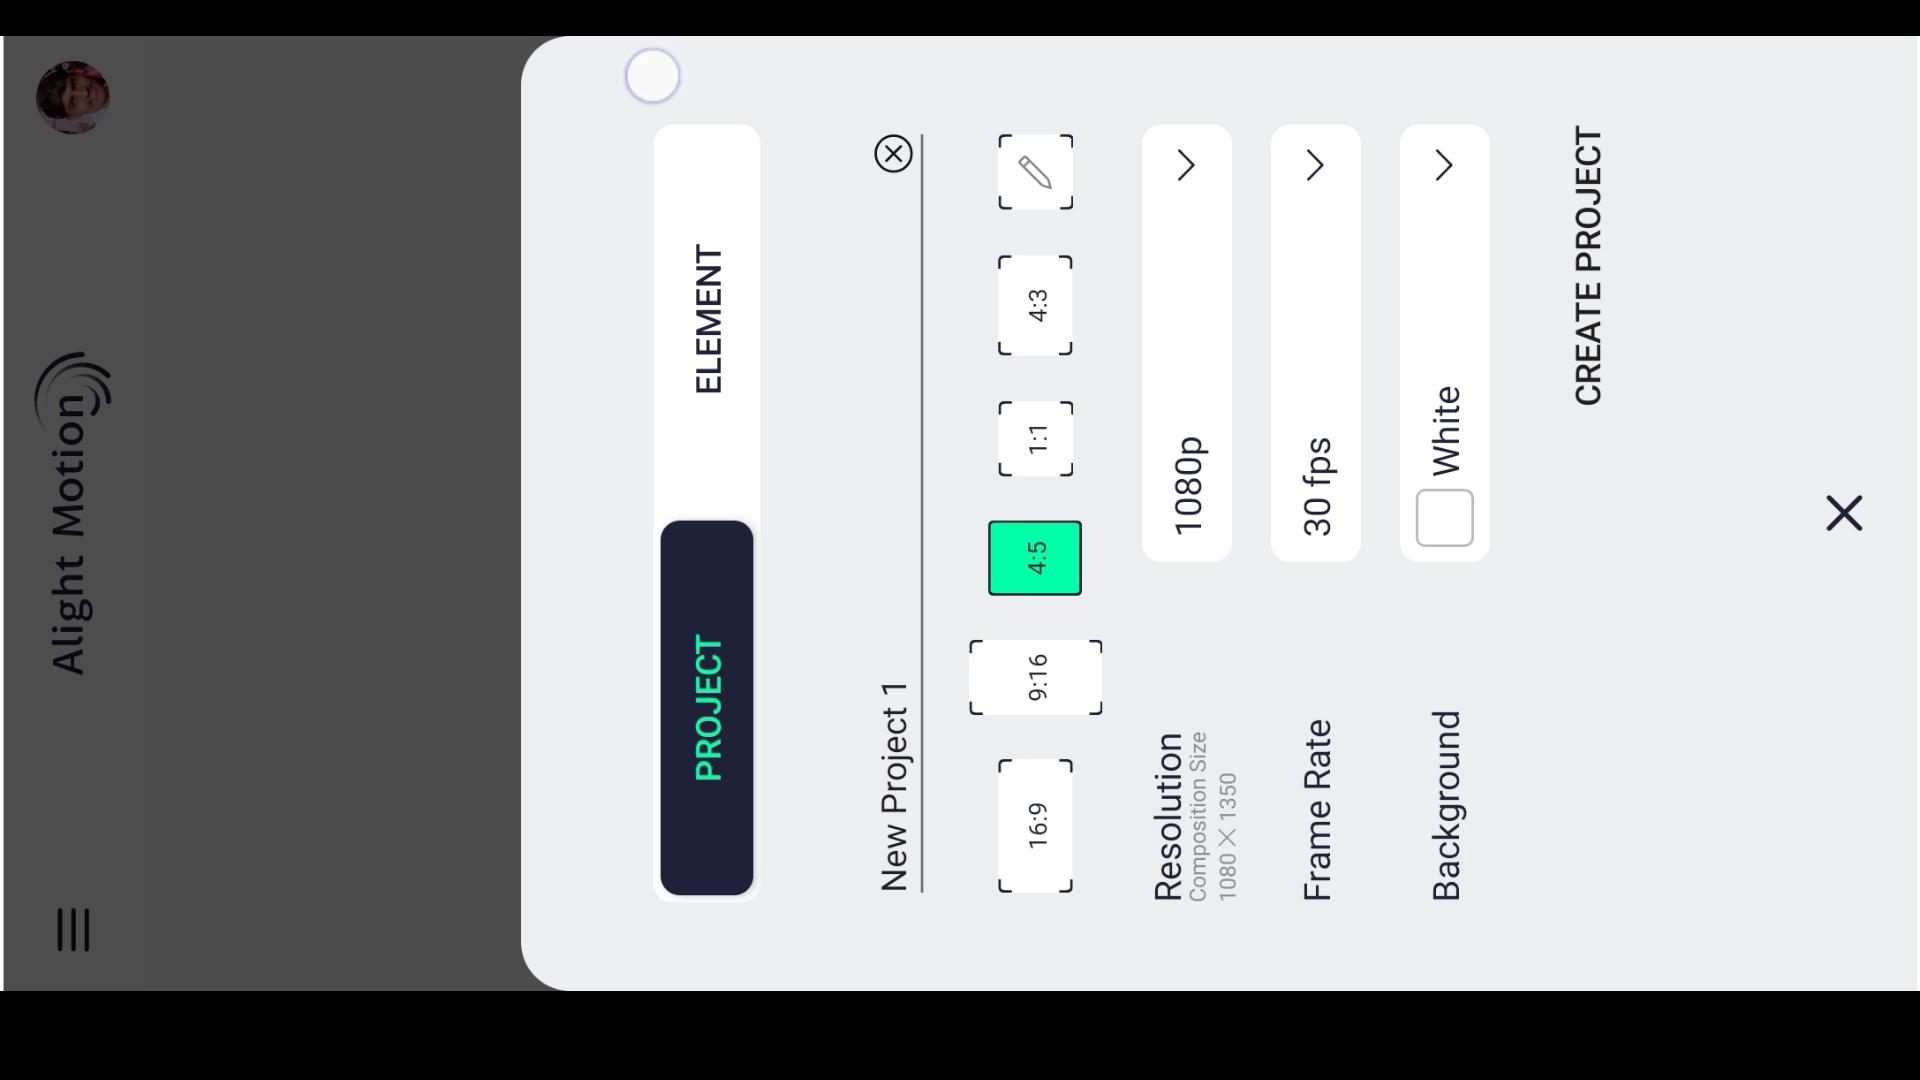 Alight Motion
PROJECT
ELEMENT
New Project 1
16:9
9:16
4:5
1:1
4:3
Resolution
Composition Size
1080 X 1350
1080p
Frame Rate
30 fps
Background
White
CREATE PROJECT